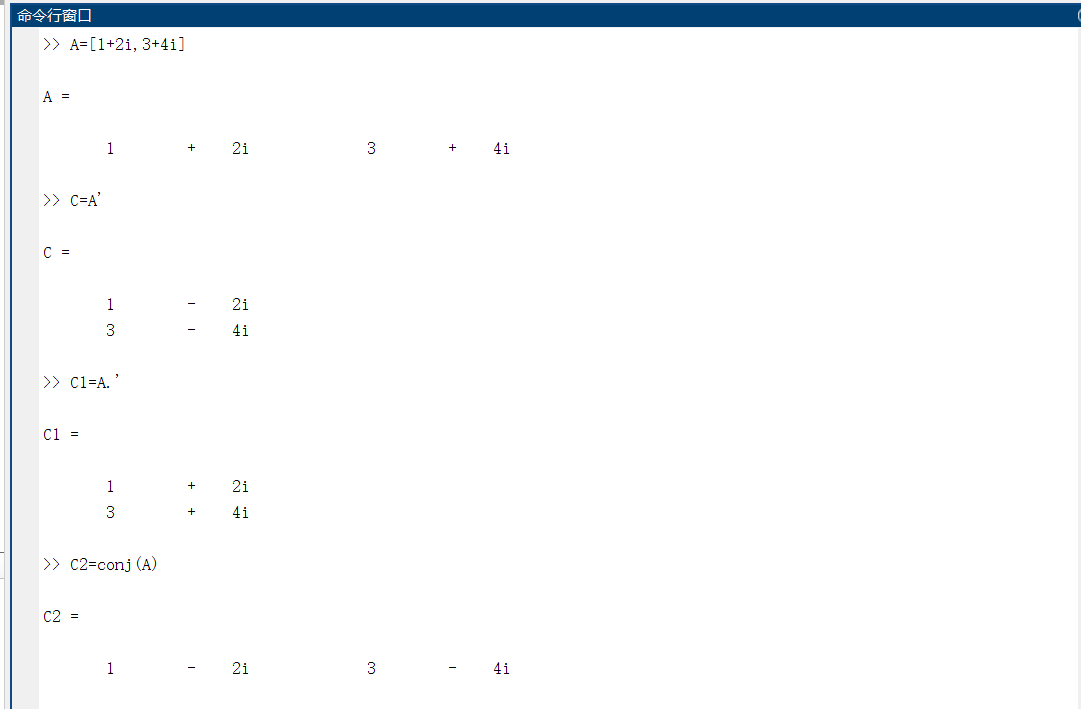 命令行窗口
>> A=[1+2i,3+4i]
A =
1 + 2i 3 + 4i
>> C=A'
C =
1 - 2i
3 - 4i
>> C1=A.'
C1 =
1 + 2i
3 + 4i
>> C2=conj(A)
C2 =
1 - 2i 3 - 4i